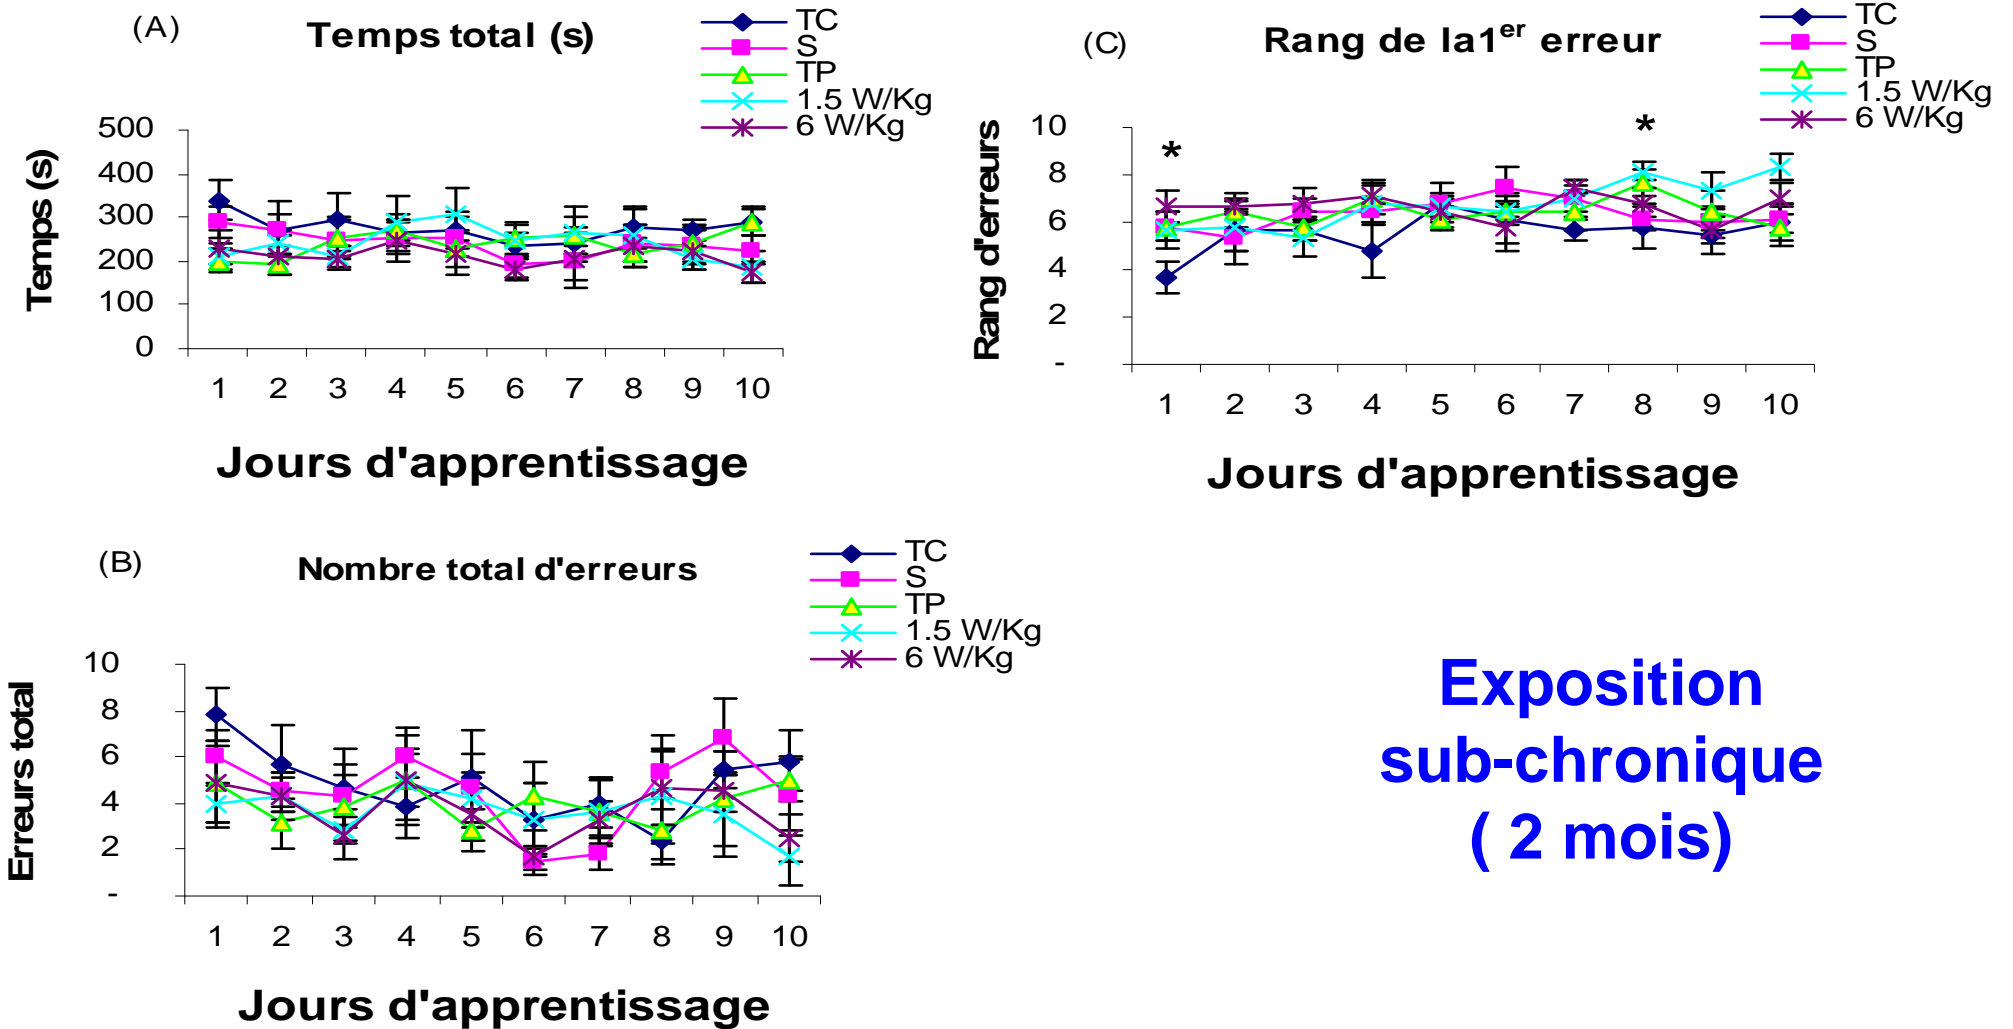 (A)
Temps total (s)
TC
S
TP
1.5 W/Kg
6 W/Kg
Temps (s)
500
400
300
200
100
0
1 2 3 4 5 6 7 8 9 10
Jours d'apprentissage
(C)
Rang de la1er erreur
TC
S
TP
1.5 W/Kg
6 W/Kg
Rang d'erreurs
10
8
6
4
2
-
* *
1 2 3 4 5 6 7 8 9 10
Jours d'apprentissage
(B)
Nombre total d'erreurs
TC
S
TP
1.5 W/Kg
6 W/Kg
Erreurs total
10
8
6
4
2
-
1 2 3 4 5 6 7 8 9 10
Jours d'apprentissage
Exposition
sub-chronique
( 2 mois)